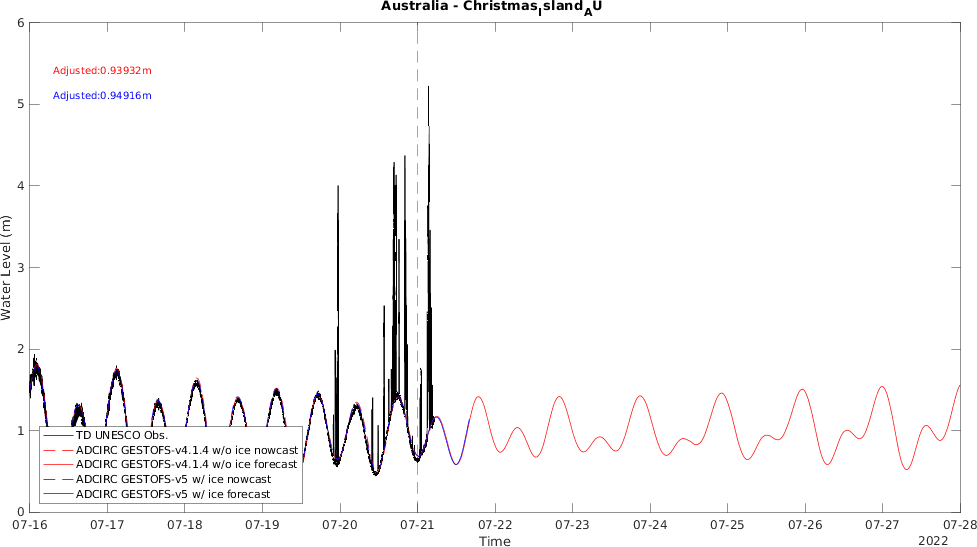 Australia - Christmas_Island_AU
Adjusted:0.93932m
Adjusted:0.94916m
Water Level (m)
6
5
4
3
2
1
0
TD UNESCO Obs.
ADCIRC GESTOFS-v4.1.4 w/o ice nowcast
ADCIRC GESTOFS-v4.1.4 w/o ice forecast
ADCIRC GESTOFS-v5 w/ ice nowcast
ADCIRC GESTOFS-v5 w/ ice forecast
07-16 07-17 07-18 07-19 07-20 07-21 07-22 07-23 07-24 07-25 07-26 07-27 07-28
Time
2022